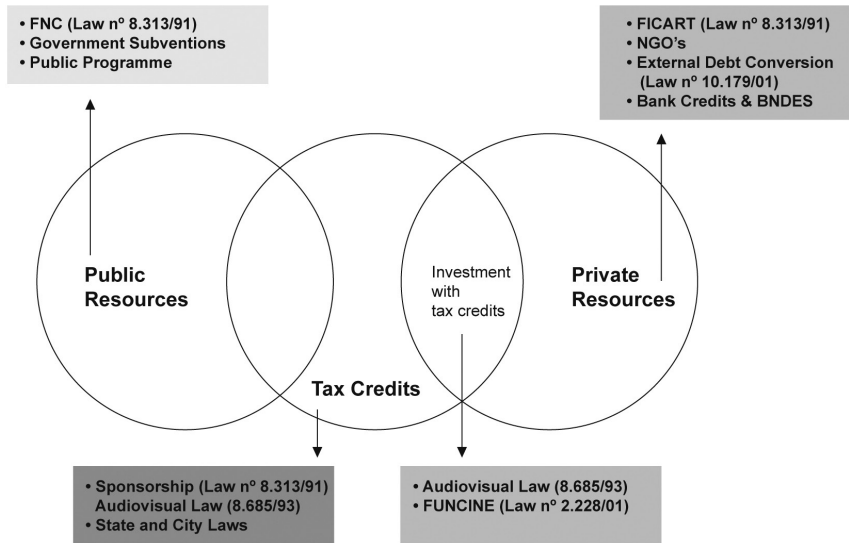 • FNC (Law nº 8.313/91)
• Government Subventions
• Public Programme
• FICART (Law nº 8.313/91)
• NGO's
• External Debt Conversion
(Law nº 10.179/01)
• Bank Credits & BNDES
Public
Resources
Investment
with
tax credits
Private
Resources
Tax Credits
• Sponsorship (Law nº 8.313/91)
Audiovisual Law (8.685/93)
• State and City Laws
• Audiovisual Law (8.685/93)
• FUNCINE (Law nº 2.228/01)